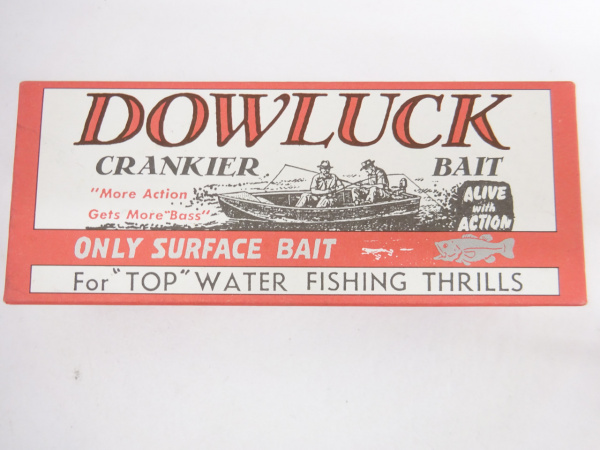 DOWLUCK
CRANKIER BAIT
"More Action
Gets More "Bass"
ALIVE
with
ACTION
ONLY SURFACE BAIT
For "TOP" WATER FISHING THRILLS